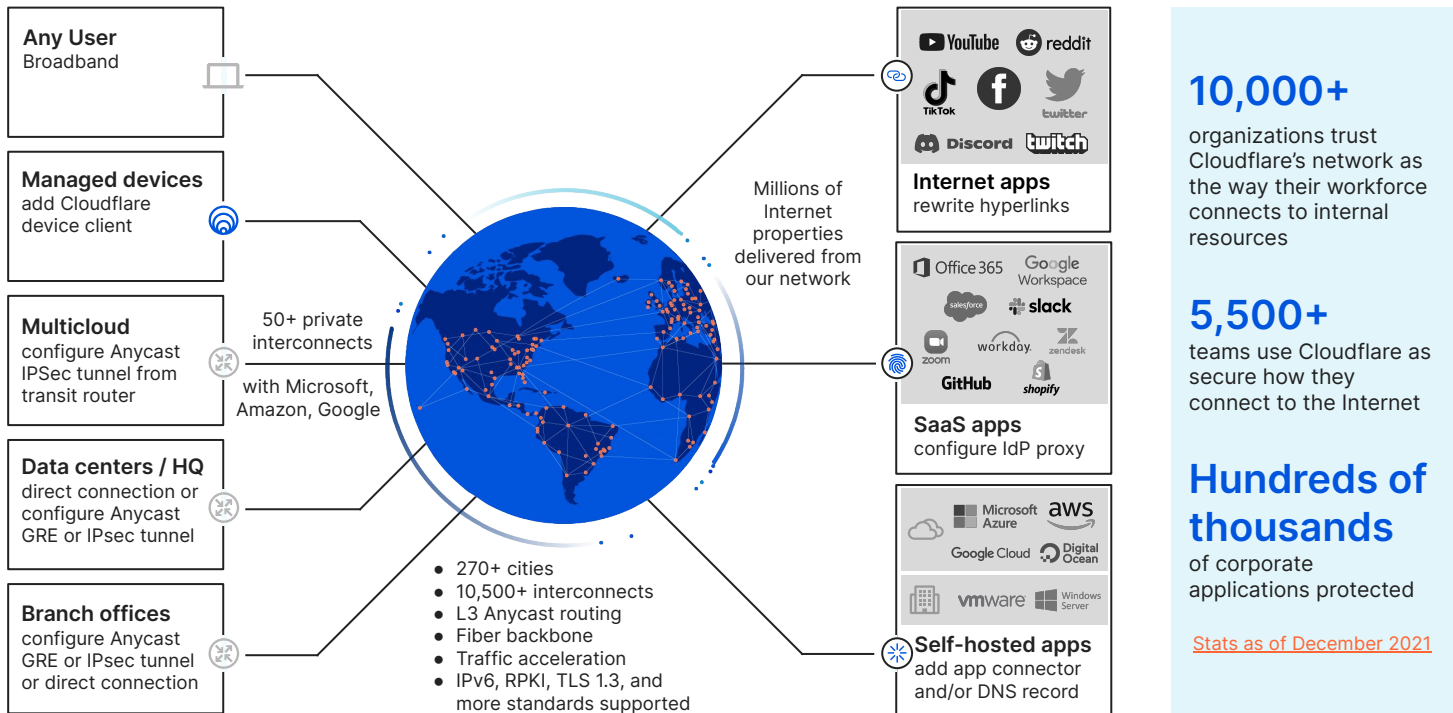 Any User
Broadband
Managed devices
add Cloudflare
device client
Multicloud
configure Anycast
IPSec tunnel from
transit router
Data centers / HQ
direct connection or
configure Anycast
GRE or IPsec tunnel
Branch offices
configure Anycast
GRE or IPsec tunnel
or direct connection
50+ private
interconnects
with Microsoft,
Amazon, Google
• 270+ cities
• 10,500+ interconnects
• L3 Anycast routing
• Fiber backbone
• Traffic acceleration
• IPv6, RPKI, TLS 1.3, and
more standards supported
Millions of
Internet
properties
delivered from
our network
YouTube reddit
TikTok f twitter
Discord twitch
Internet apps
rewrite hyperlinks
Office 365 Google
Workspace
salesforce slack
zoom workday. zendesk
GitHub shopify
SaaS apps
configure IdP proxy
Microsoft
Azure
aws
Google Cloud Digital
Ocean
vmware Windows
Server
Self-hosted apps
add app connector
and/or DNS record
10,000+
organizations trust
Cloudflare’s network as
the way their workforce
connects to internal
resources
5,500+
teams use Cloudflare as
secure how they
connect to the Internet
Hundreds of
thousands
of corporate
applications protected
Stats as of December 2021